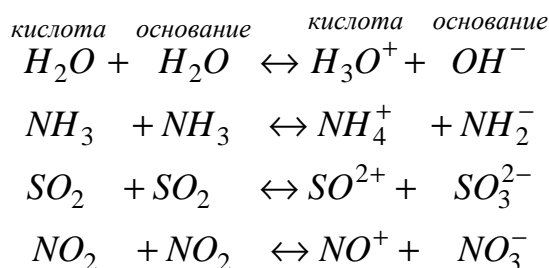 кислота основание кислота основание
H₂O + H₂O ↔ H₃O⁺ + OH⁻
NH₃ + NH₃ ↔ NH₄⁺ + NH₂⁻
SO₂ + SO₂ ↔ SO²⁺ + SO₃²⁻
NO₂ + NO₂ ↔ NO⁺ + NO₃⁻